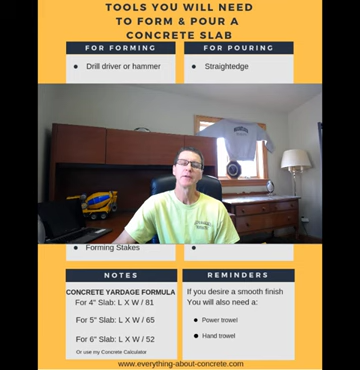 TOOLS YOU WILL NEED
TO FORM & POUR A
CONCRETE SLAB
FOR FORMING
FOR POURING
Drill driver or hammer
Straightedge
Forming Stakes
NOTES
REMINDERS
CONCRETE YARDAGE FORMULA
For 4" Slab: L X W / 81
For 5" Slab: L X W / 65
For 6" Slab: L X W / 52
Or use my Concrete Calculator
If you desire a smooth finish
You will also need a:
Power trowel
Hand trowel
www.everything-about-concrete.com